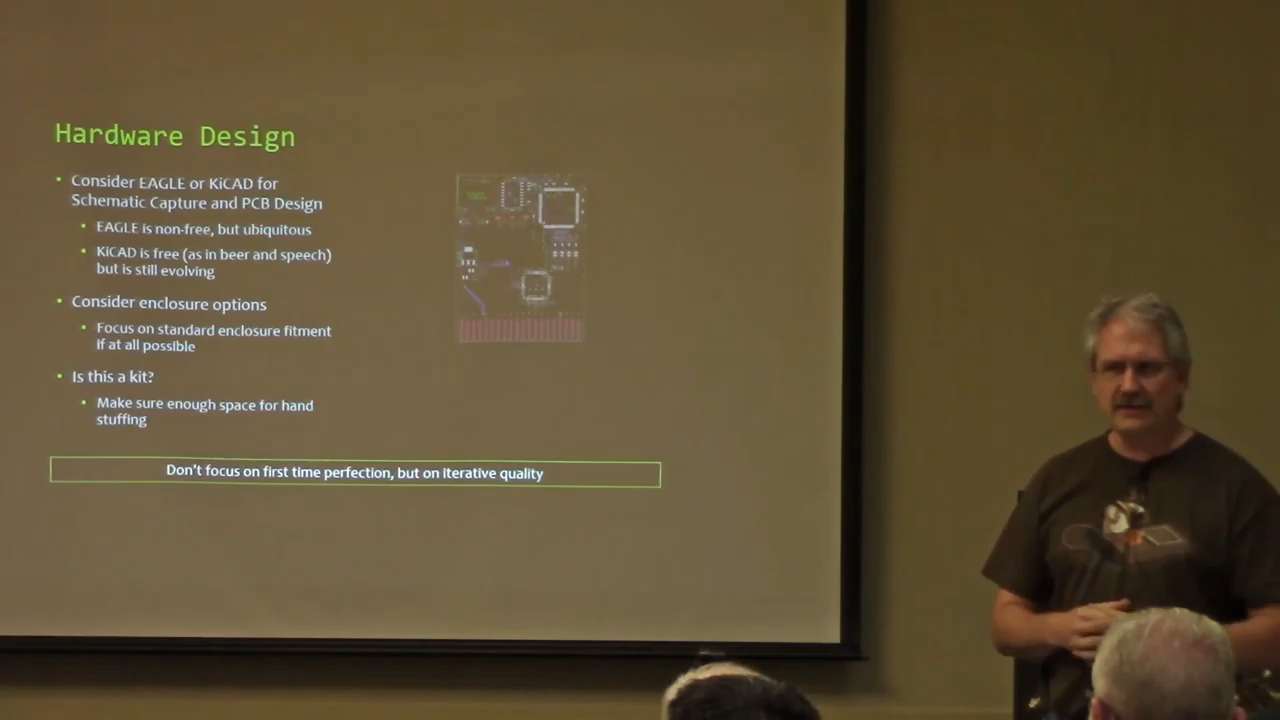 Hardware Design
• Consider EAGLE or KiCAD for
Schematic Capture and PCB Design
• EAGLE is non-free, but ubiquitous
• KiCAD is free (as in beer and speech)
but is still evolving
• Consider enclosure options
• Focus on standard enclosure fitment
if at all possible
• Is this a kit?
• Make sure enough space for hand
stuffing
Don't focus on first time perfection, but on iterative quality